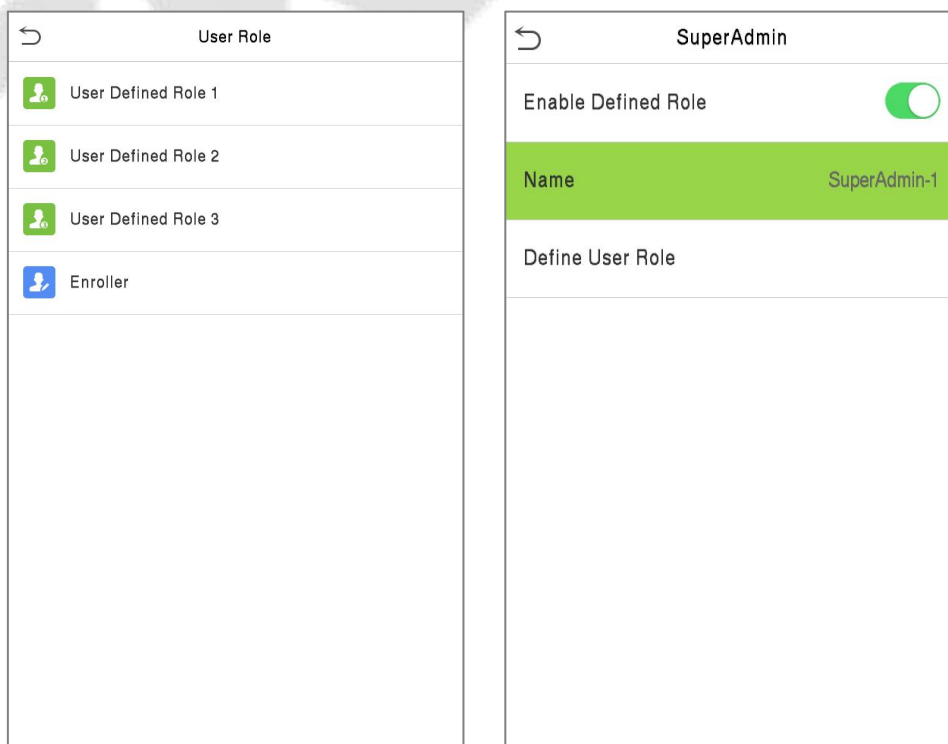 User Role
User Defined Role 1
User Defined Role 2
User Defined Role 3
Enroller
SuperAdmin
Enable Defined Role
Name SuperAdmin-1
Define User Role